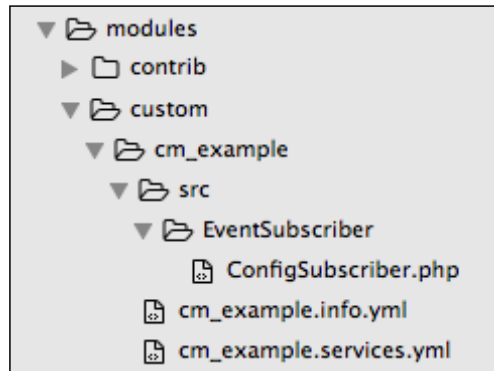 modules
contrib
custom
cm_example
src
EventSubscriber
ConfigSubscriber.php
cm_example.info.yml
cm_example.services.yml